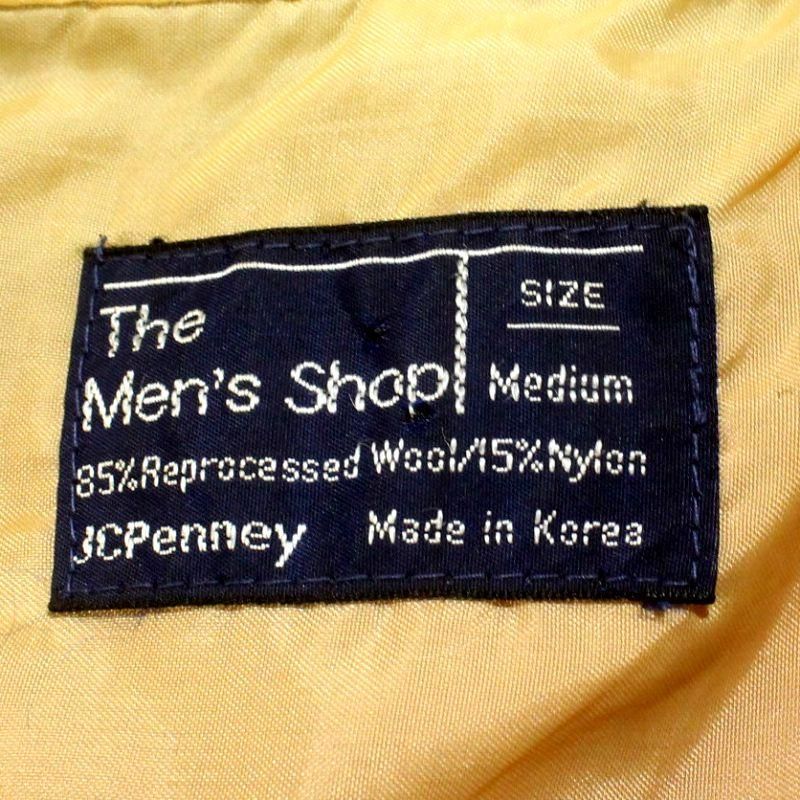 The
Men's Shop
SIZE
Medium
85%Reprocessed Wool/15%Nylon
JCPenney Made in Korea